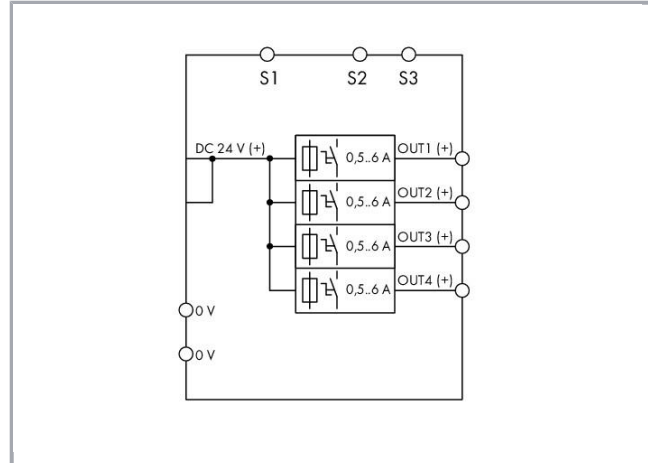 S1 S2 S3
DC 24 V (+)
0,5..6 A OUT1 (+)
0,5..6 A OUT2 (+)
0,5..6 A OUT3 (+)
0,5..6 A OUT4 (+)
0 V
0 V